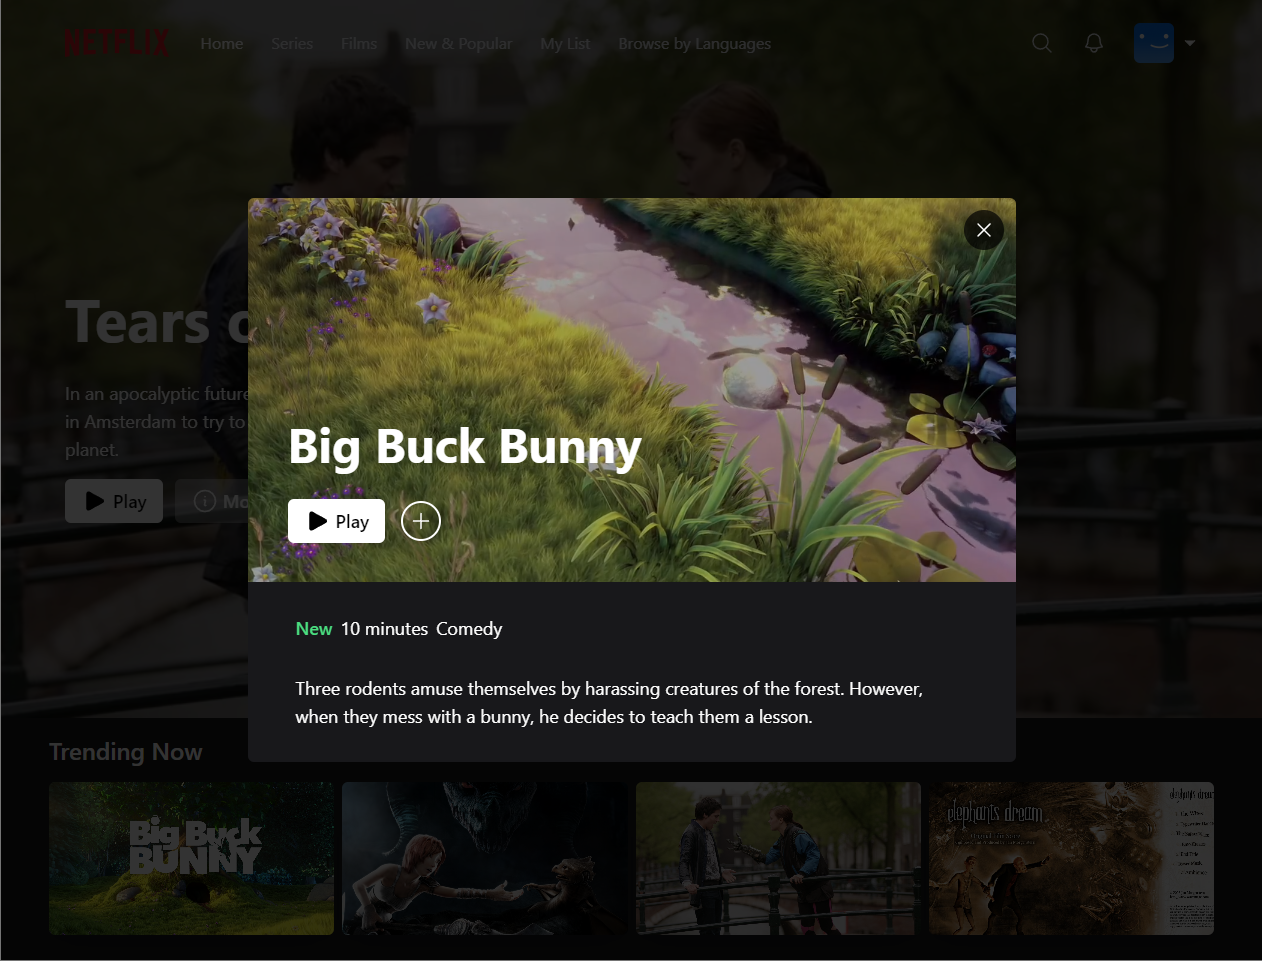 NETFLIX Home Series Films New & Popular My List Browse by Languages
Tears o
In an apocalyptic future
in Amsterdam to try to
planet.
Play Mo
Big Buck Bunny
Play
New 10 minutes Comedy
Three rodents amuse themselves by harassing creatures of the forest. However,
when they mess with a bunny, he decides to teach them a lesson.
Trending Now
Big Buck
BUNNY
elephants dream